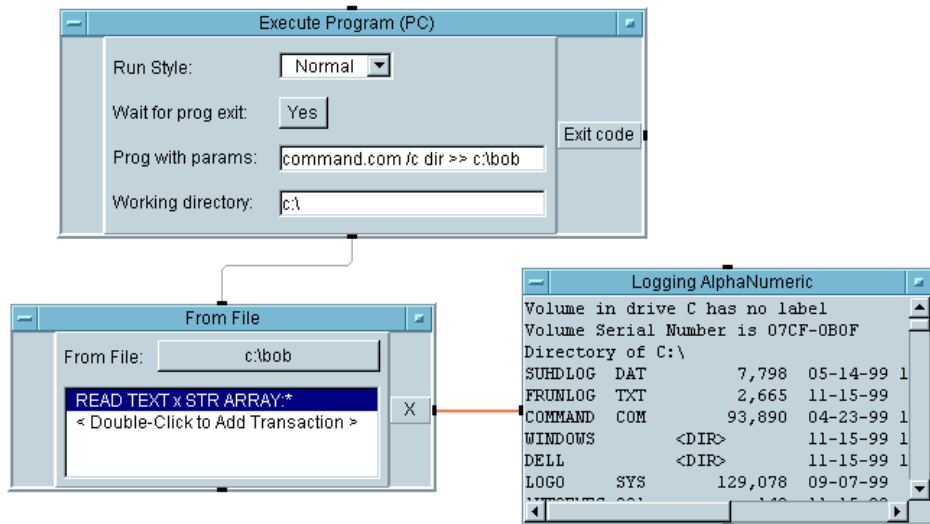 Execute Program (PC)
Run Style: Normal
Wait for prog exit: Yes
Exit code
Prog with params: command.com /c dir >> c:\bob
Working directory: c:\
From File
From File: c:\bob
READ TEXT x STR ARRAY:*
< Double-Click to Add Transaction >
X
Logging AlphaNumeric
Volume in drive C has no label
Volume Serial Number is 07CF-0B0F
Directory of C:\
SUHDLOG DAT 7,798 05-14-99 1
FRUNLOG TXT 2,665 11-15-99
COMMAND COM 93,890 04-23-99 1
WINDOWS <DIR> 11-15-99 1
DELL <DIR> 11-15-99 1
LOGO SYS 129,078 09-07-99